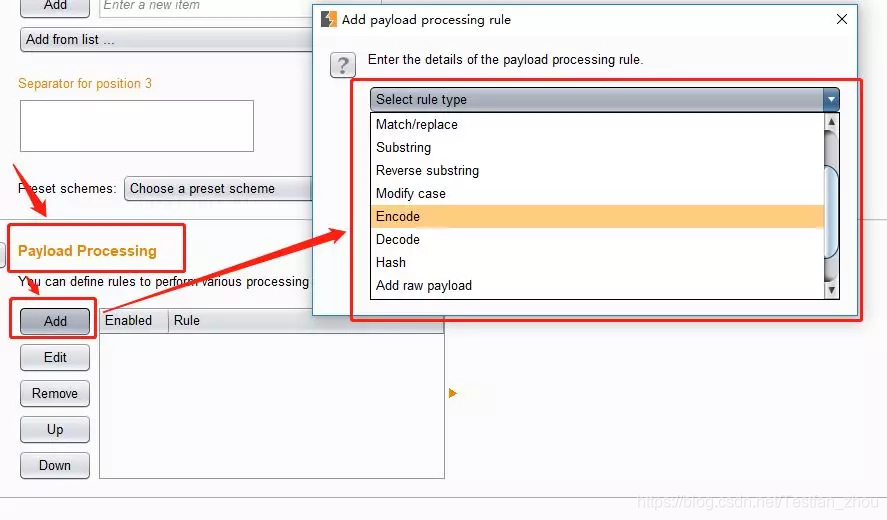 Add
Enter a new item
Add from list ...
Separator for position 3
Preset schemes:
Choose a preset scheme
Payload Processing
You can define rules to perform various processing
Add
Edit
Remove
Up
Down
Enabled
Rule
Add payload processing rule
?
Enter the details of the payload processing rule.
Select rule type
Match/replace
Substring
Reverse substring
Modify case
Encode
Decode
Hash
Add raw payload
https://blog.csdn.net/Testfan_zhou